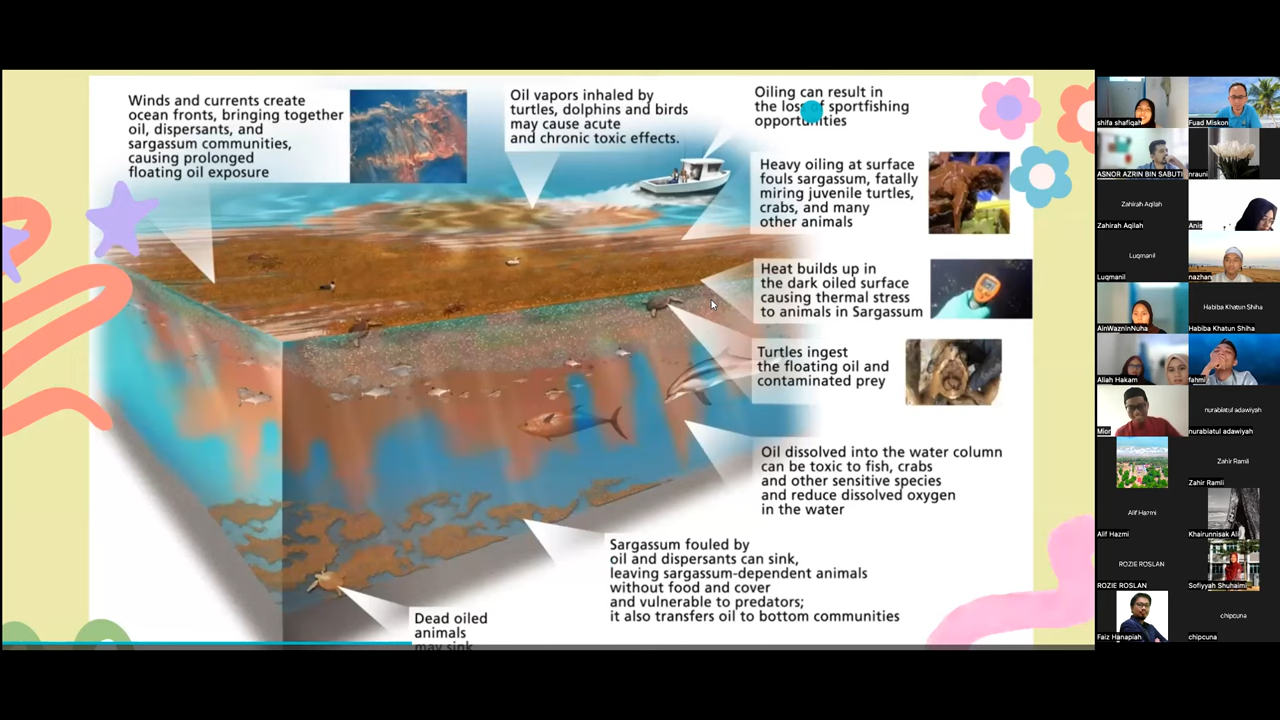 Winds and currents create
ocean fronts, bringing together
oil, dispersants, and
sargassum communities,
causing prolonged
floating oil exposure
Oil vapors inhaled by
turtles, dolphins and birds
may cause acute
and chronic toxic effects.
Oiling can result in
the loss of sportfishing
opportunities
Heavy oiling at surface
fouls sargassum, fatally
miring juvenile turtles,
crabs, and many
other animals
Heat builds up in
the dark oiled surface
causing thermal stress
to animals in Sargassum
Turtles ingest
the floating oil and
contaminated prey
Oil dissolved into the water column
can be toxic to fish, crabs
and other sensitive species
and reduce dissolved oxygen
in the water
Sargassum fouled by
oil and dispersants can sink,
leaving sargassum-dependent animals
without food and cover
and vulnerable to predators;
it also transfers oil to bottom communities
Dead oiled
animals
may sink
shifa shafiqah
Fuad Miskon
ASNOR AZRIN BIN SABUTI
nrauni
Zahirah Aqilah
Zahirah Aqilah
Anis
Luqmanil
Luqmanil
nazhan
AinWazninNuha
Habiba Khatun Shiha
Habiba Khatun Shiha
Aliah Hakam
fahmi
Mior
nurabiatul adawiyah
nurabiatul adawiyah
Zahir Ramli
Zahir Ramli
Alif Hazmi
Alif Hazmi
Khairunnisak Ali
ROZIE ROSLAN
ROZIE ROSLAN
Sofiyyah Shuhaimi
Faiz Hanapiah
chipcuna
chipcuna